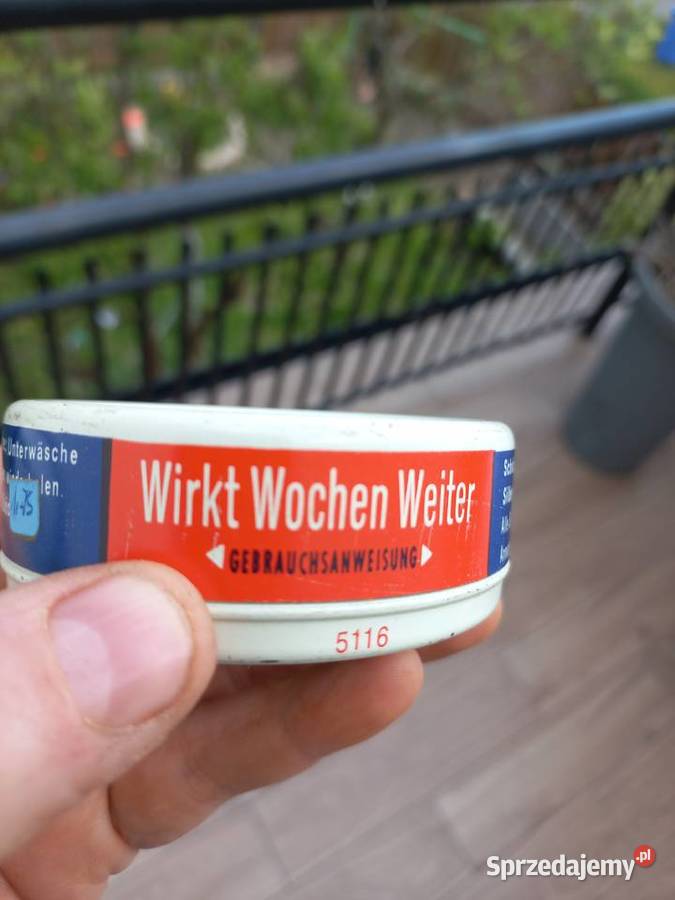 Unterwäsche
Wirkt Wochen Weiter
GEBRAUCHSANWEISUNG
5116
Sprzedajemy.pl